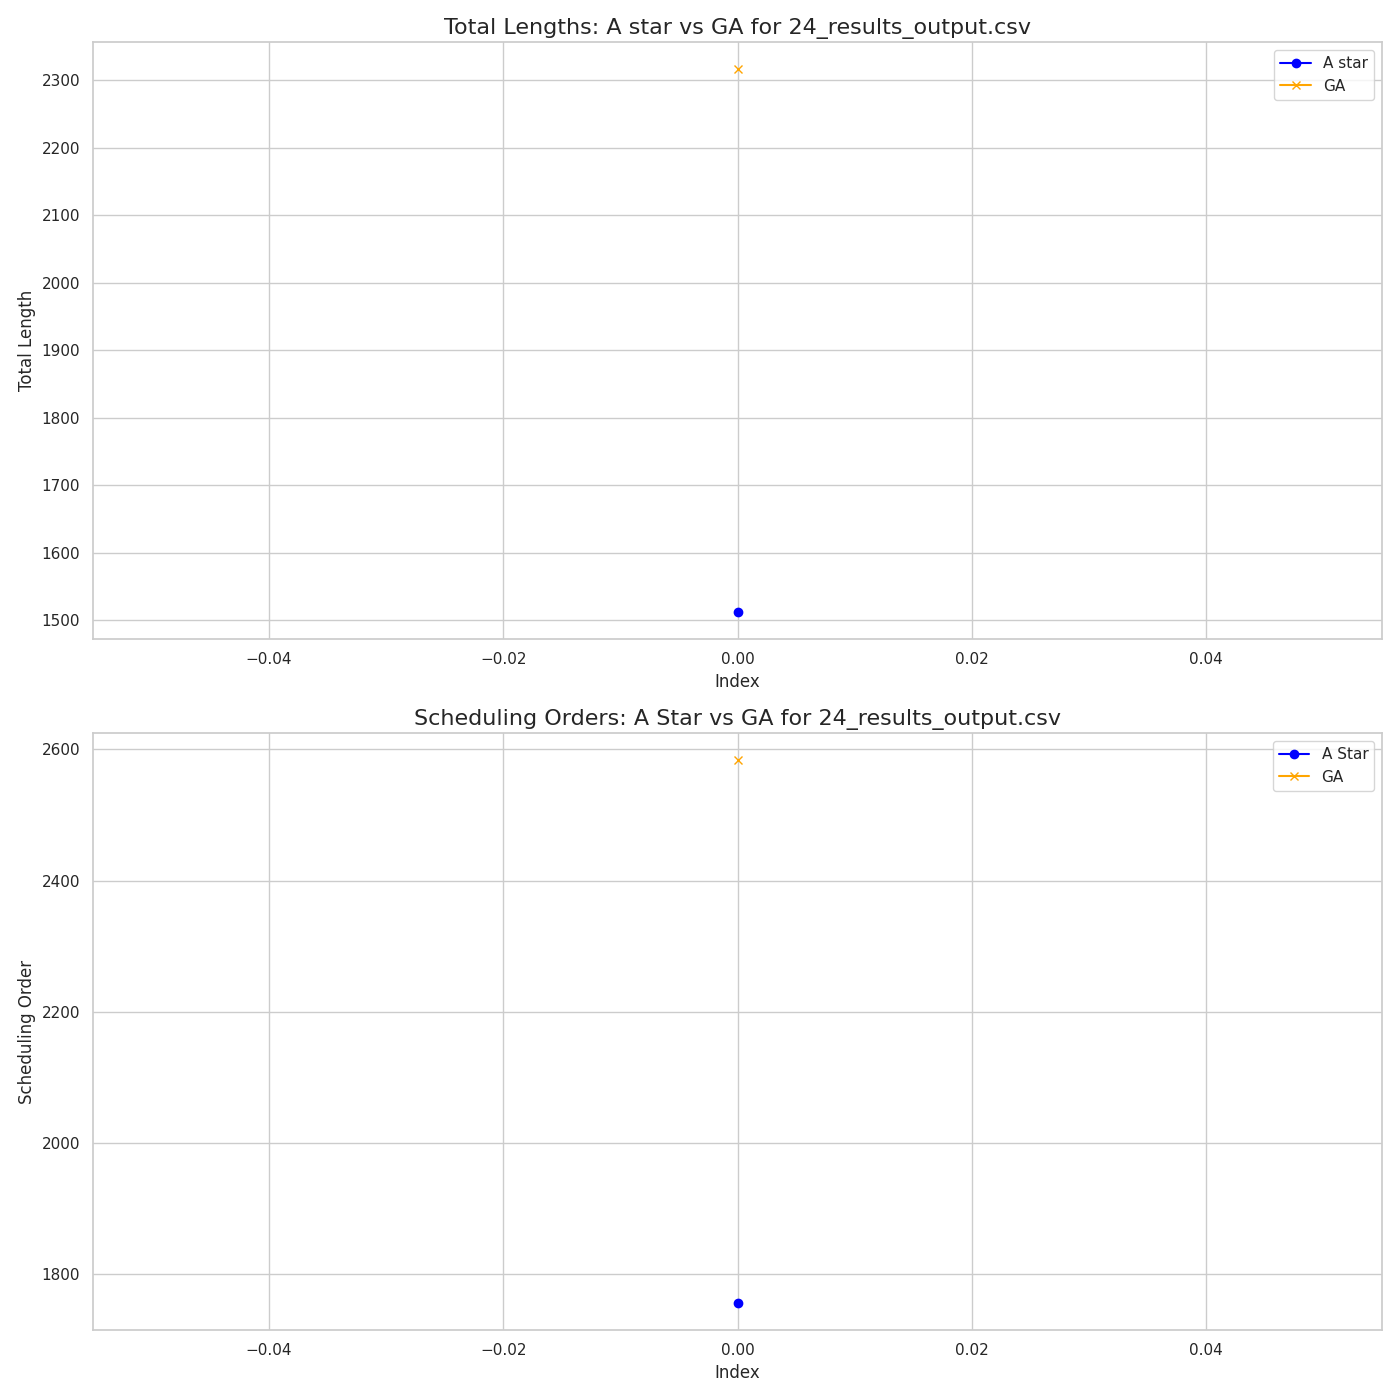 Total Lengths: A star vs GA for 24_results_output.csv
A star
GA
2300
2200
2100
2000
1900
1800
1700
1600
1500
Total Length
−0.04
−0.02
0.00
0.02
0.04
Index
Scheduling Orders: A Star vs GA for 24_results_output.csv
A Star
GA
2600
2400
2200
2000
1800
Scheduling Order
−0.04
−0.02
0.00
0.02
0.04
Index